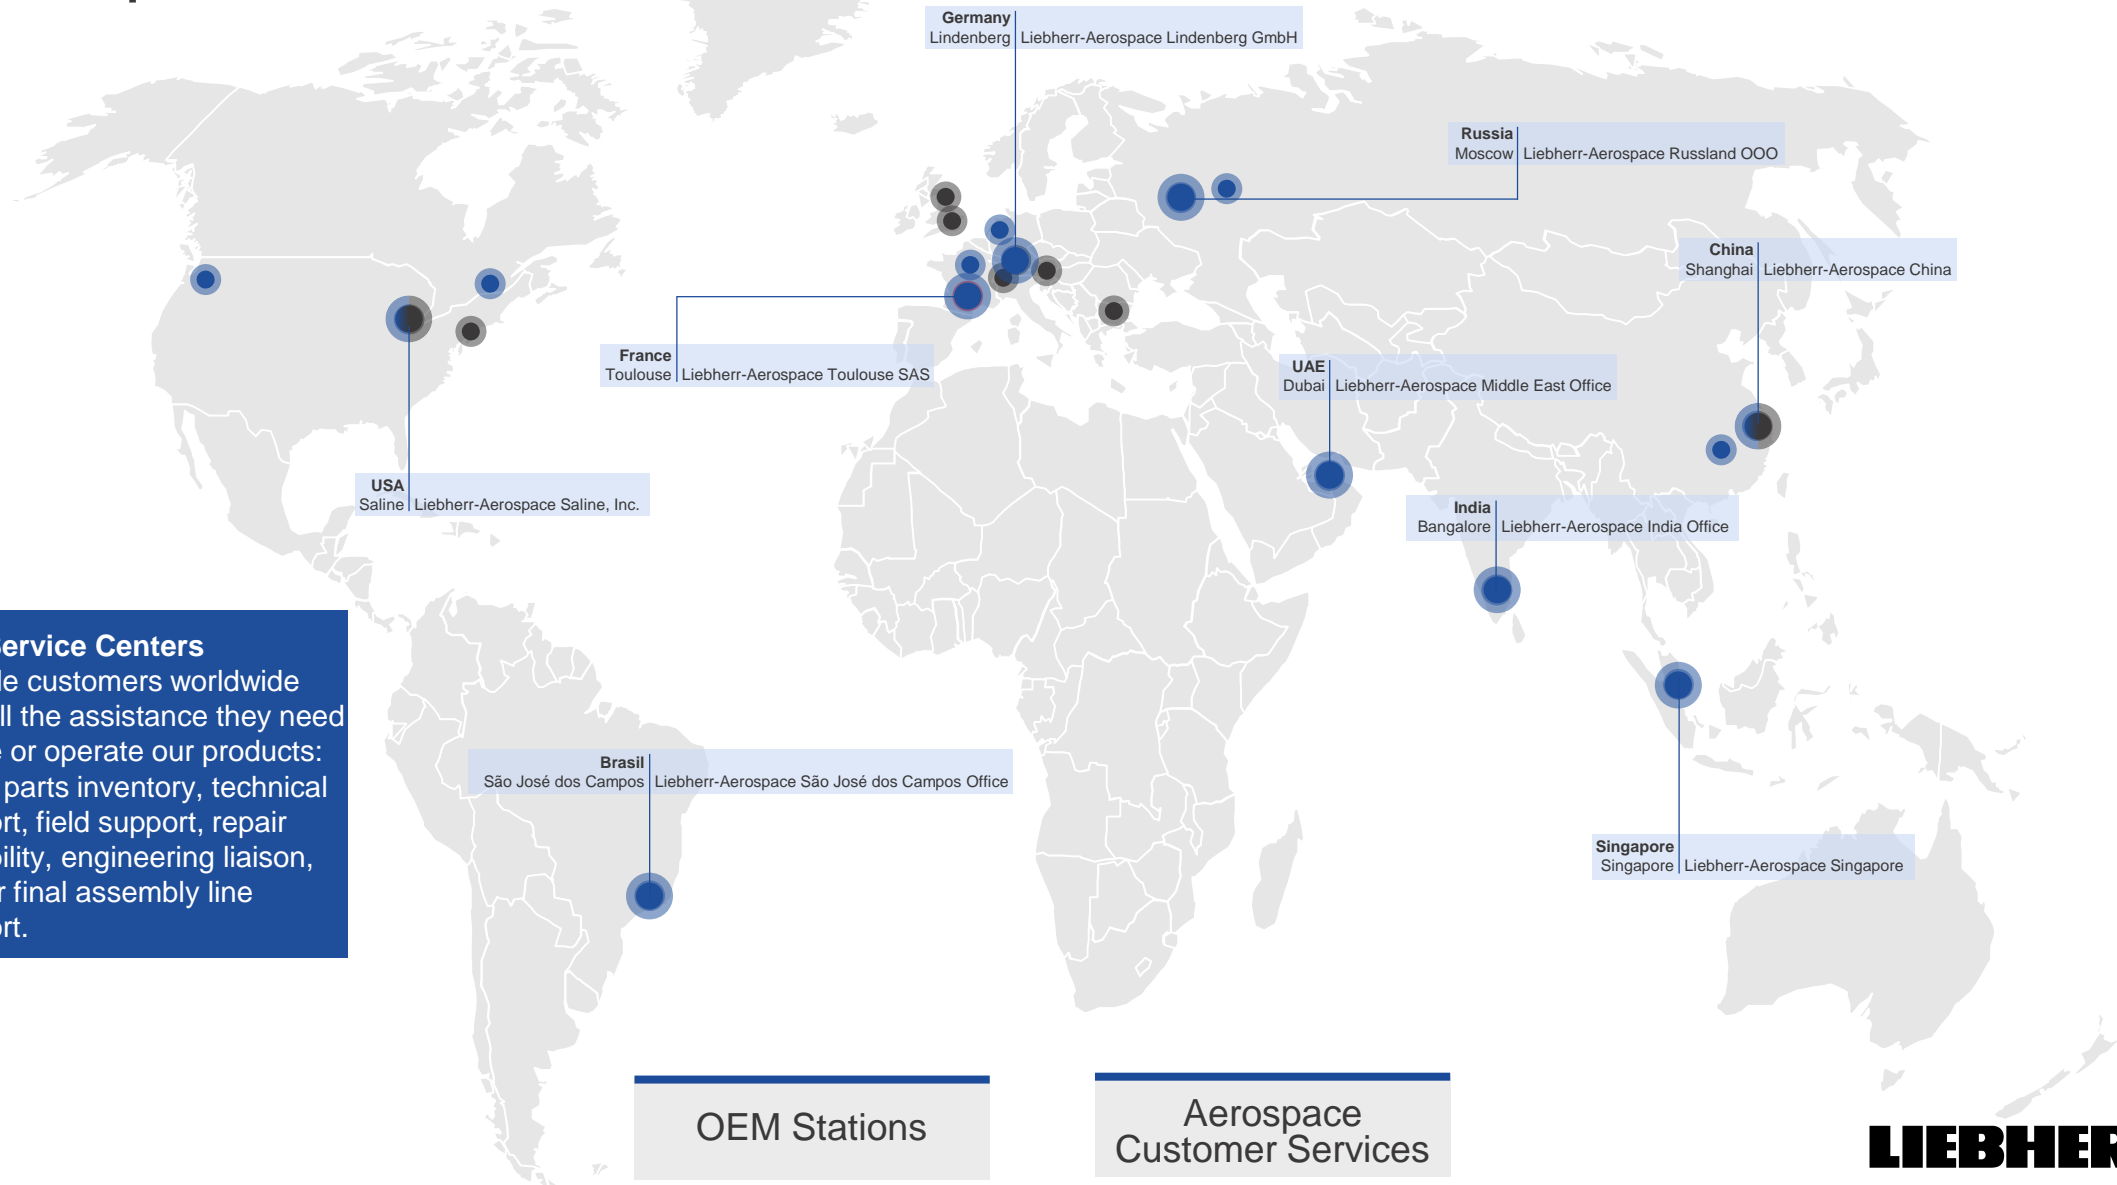 Germany
Lindenberg Liebherr-Aerospace Lindenberg GmbH
Russia
Moscow Liebherr-Aerospace Russland OOO
China
Shanghai Liebherr-Aerospace China
France
Toulouse Liebherr-Aerospace Toulouse SAS
UAE
Dubai Liebherr-Aerospace Middle East Office
USA
Saline Liebherr-Aerospace Saline, Inc.
India
Bangalore Liebherr-Aerospace India Office
ervice Centers
le customers worldwide
ll the assistance they need
e or operate our products:
parts inventory, technical
ort, field support, repair
bility, engineering liaison,
r final assembly line
ort.
Brasil
São José dos Campos Liebherr-Aerospace São José dos Campos Office
Singapore
Singapore Liebherr-Aerospace Singapore
OEM Stations
Aerospace
Customer Services
LIEBHER